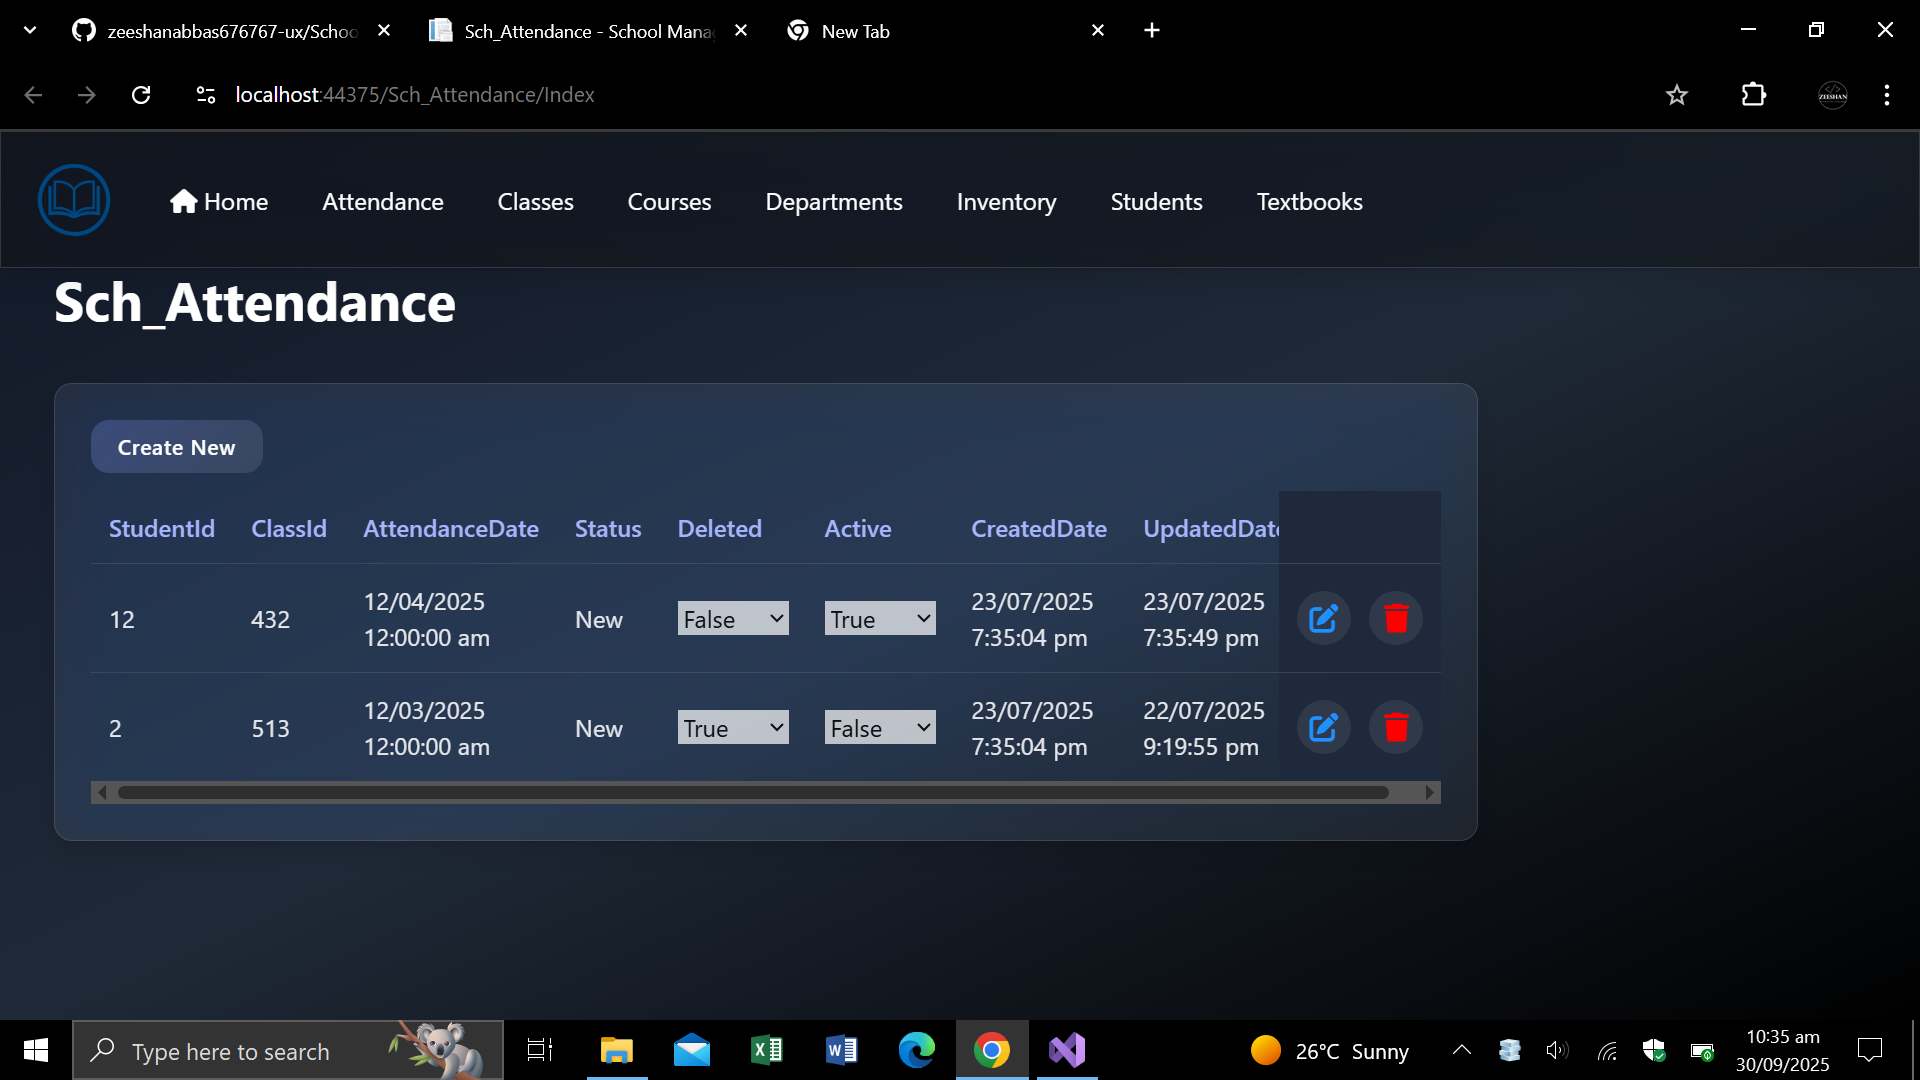 zeeshanabbas676767-ux/Schoo
Sch_Attendance - School Mana
New Tab
localhost:44375/Sch_Attendance/Index
ZEESHAN
Home Attendance Classes Courses Departments Inventory Students Textbooks
Sch_Attendance
Create New
StudentId ClassId AttendanceDate Status Deleted Active CreatedDate UpdatedDate
12 432 12/04/2025 12:00:00 am New False True 23/07/2025 7:35:04 pm 23/07/2025 7:35:49 pm
2 513 12/03/2025 12:00:00 am New True False 23/07/2025 7:35:04 pm 22/07/2025 9:19:55 pm
Type here to search
26°C Sunny
10:35 am
30/09/2025